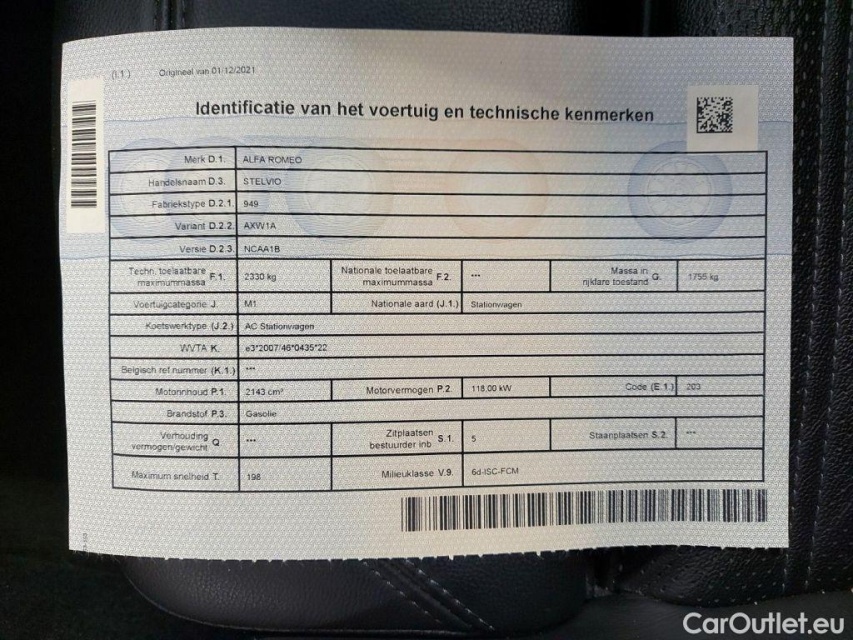 (I.1.) Origineel van 01/12/2021
Identificatie van het voertuig en technische kenmerken
Merk D.1. ALFA ROMEO
Handelsnaam D.3. STELVIO
Fabriekstype D.2.1. 949
Variant D.2.2. AXW1A
Versie D.2.3. NCAA1B
Techn. toelaatbare maximummassa F.1. 2330 kg Nationale toelaatbare maximummassa F.2. *** Massa in rijklare toestand G. 1755 kg
Voertuigcategorie J. M1 Nationale aard (J.1.) Stationwagen
Koetswerktype (J.2.) AC Stationwagen
WVTA K. e3*2007/46*0435*22
Belgisch ref nummer (K.1.) ***
Motorinhoud P.1. 2143 cm³ Motorvermogen P.2. 118,00 kW Code (E.1.) 203
Brandstof P.3. Gasolie
Verhouding vermogen/gewicht Q *** Zitplaatsen bestuurder inb S.1. 5 Staanplaatsen S.2. ***
Maximum snelheid T. 198 Milieuklasse V.9. 6d-ISC-FCM
CarOutlet.eu